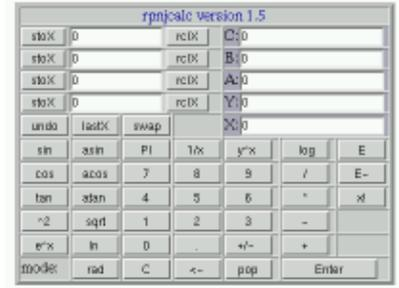 rpnjcalc version 1.5
stoX 0 rclX C: 0
stoX 0 rclX B: 0
stoX 0 rclX A: 0
stoX 0 rclX Y: 0
undo lastX swap X: 0
sin asin PI 1/x y^x log E
cos acos 7 8 9 / E-
tan atan 4 5 6 * x!
^2 sqrt 1 2 3 -
e^x ln 0 . +/- +
mode: rad C <- pop Enter